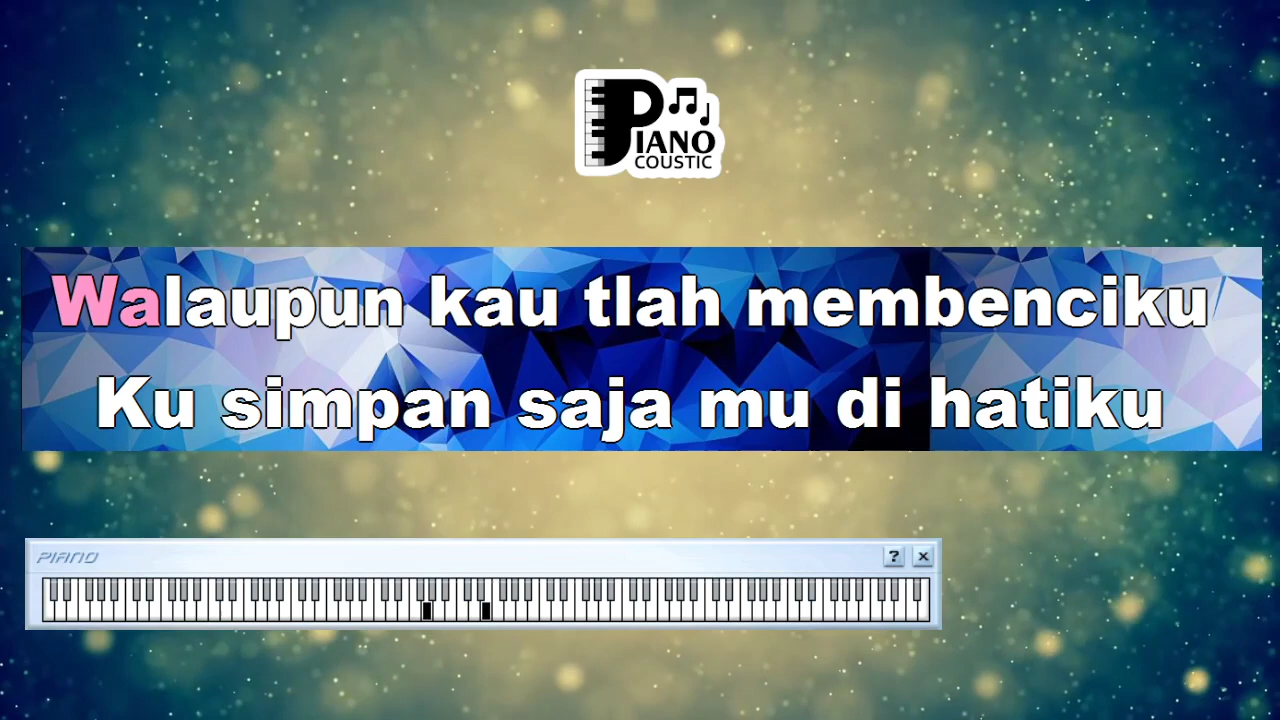 PIANO
COUSTIC
Walaupun kau tlah membenciku
Ku simpan saja mu di hatiku
PIANO
? ×